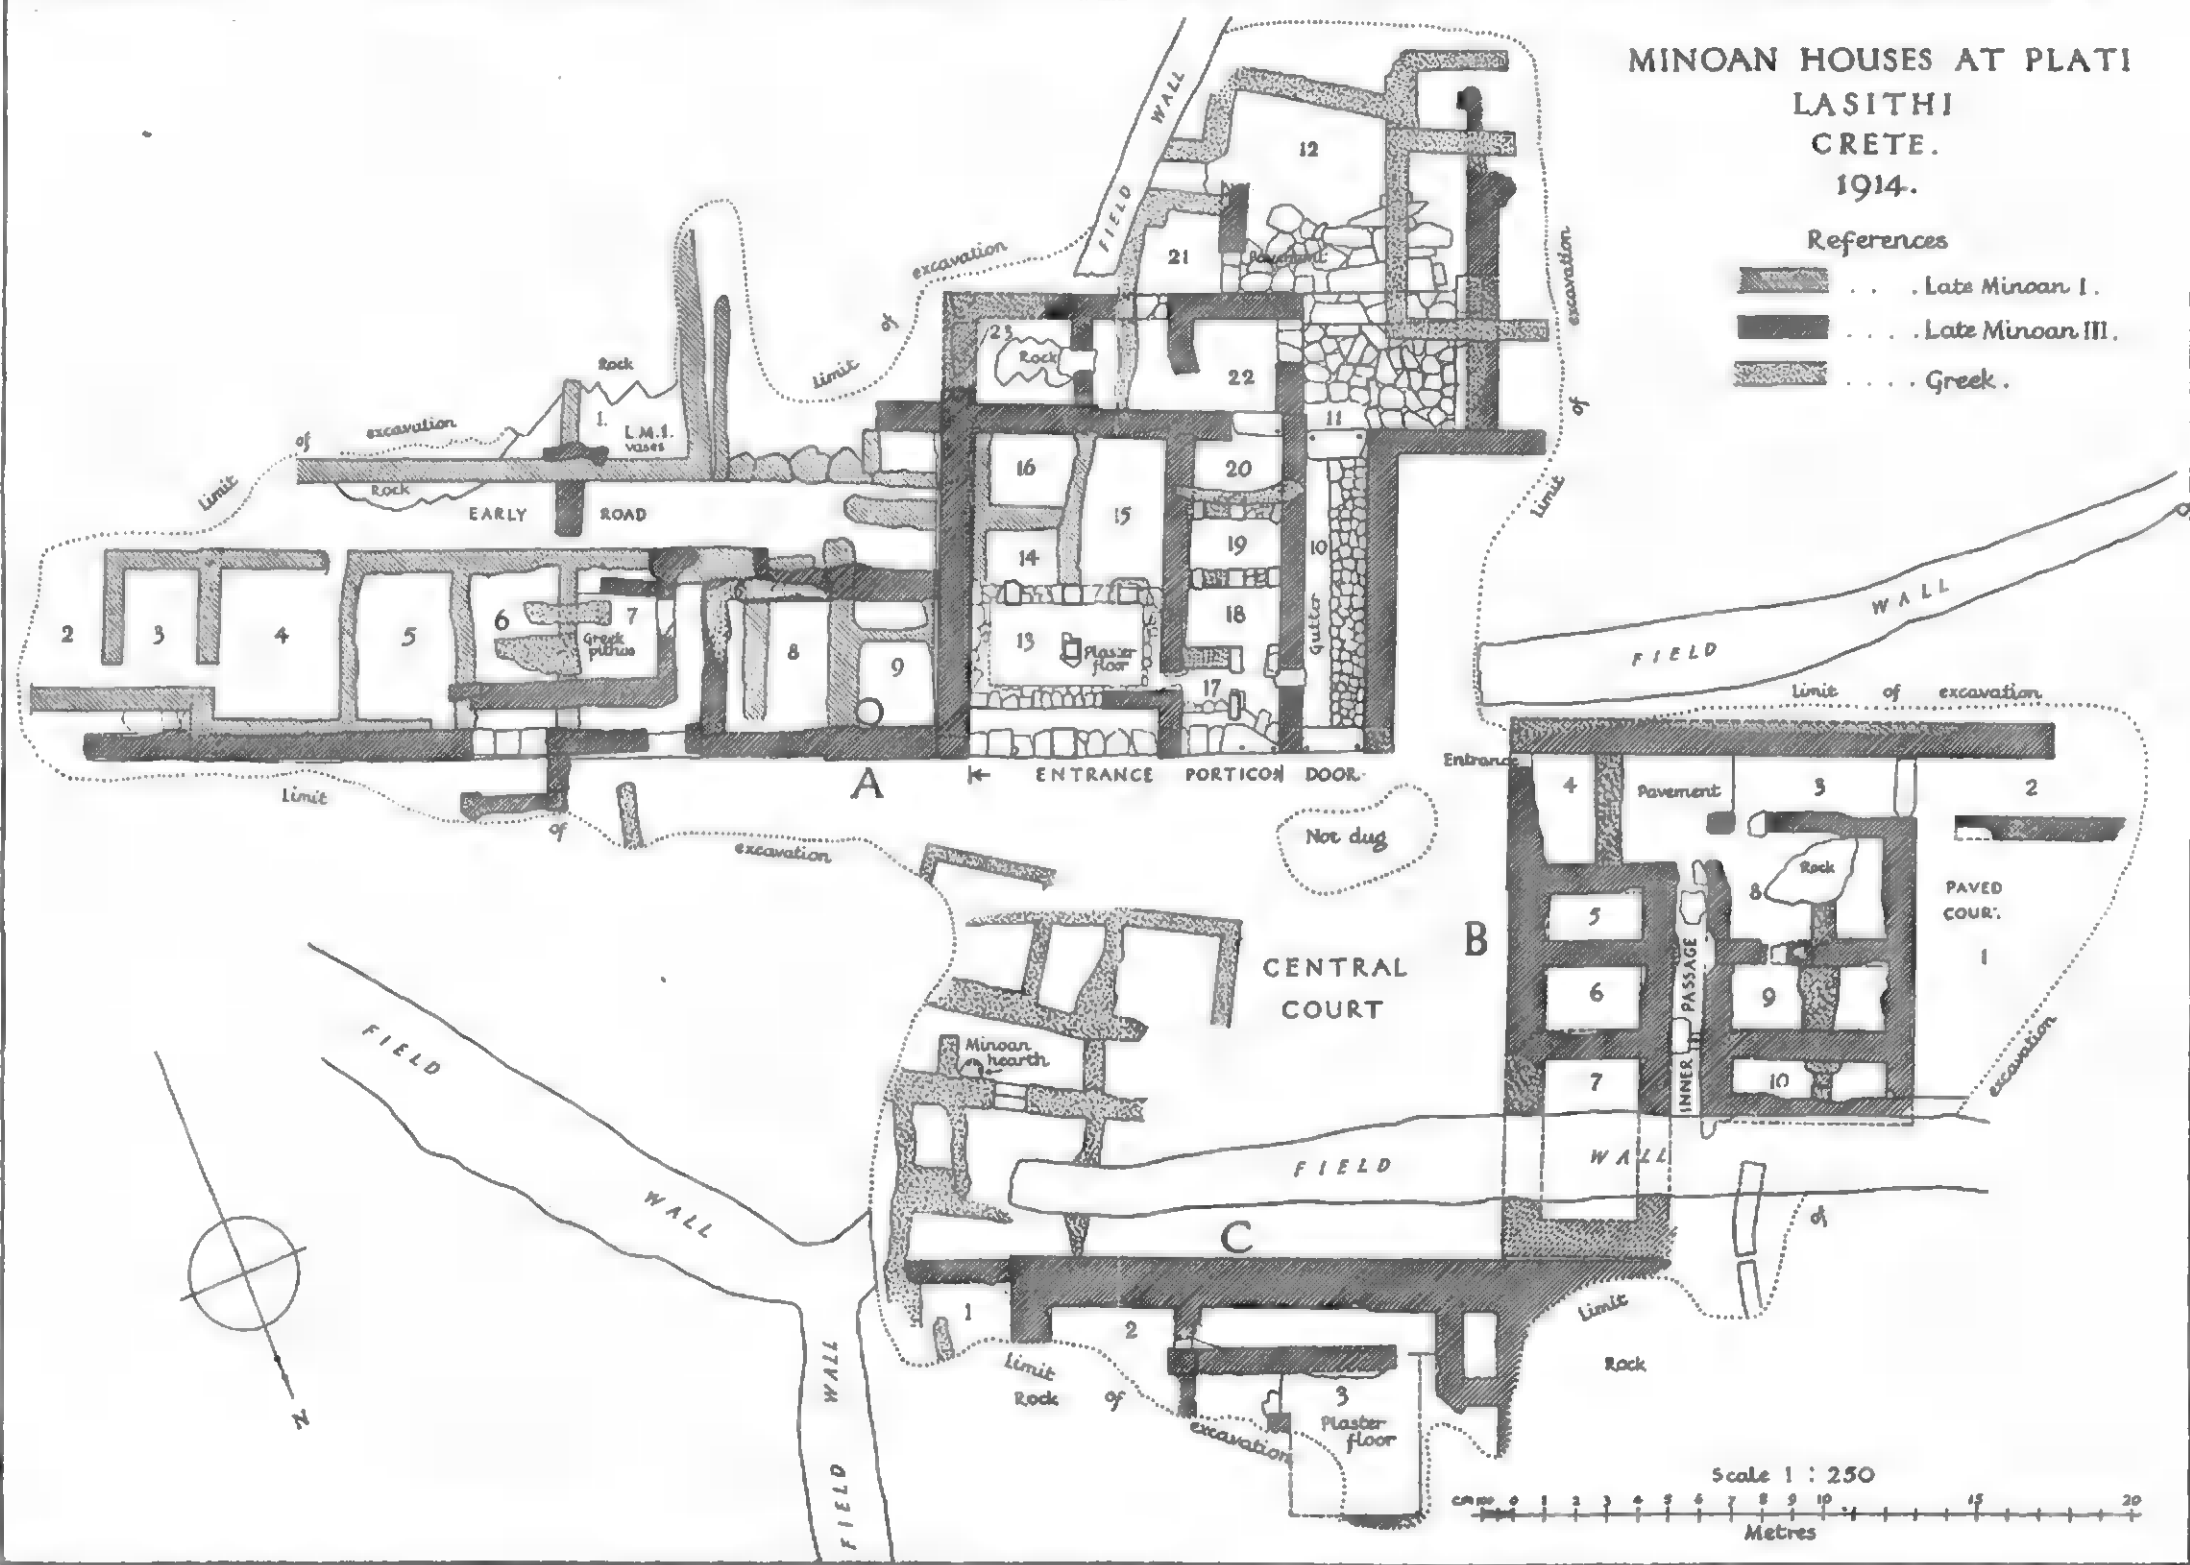 MINOAN HOUSES AT PLATI
LASITHI
CRETE.
1914.
References
. . . Late Minoan I.
. . . . Late Minoan III.
. . . . Greek.
FIELD WALL
12
21
Pavement
Limit of excavation
Limit of excavation
Limit of excavation
23
Rock
22
11
Rock
1.
L.M.I.
vases
Rock
EARLY ROAD
16
15
20
14
19
10
Gutter
18
13
Plaster
floor
17
2
3
4
5
6
7
Greek
pithos
8
9
A
ENTRANCE PORTICO
DOOR
Limit of excavation
Not dug
FIELD WALL
Limit of excavation
Entrance
4
Pavement
3
2
Rock
8
PAVED
COURT.
1
B
5
6
7
INNER PASSAGE
9
10
CENTRAL
COURT
Minoan
hearth
FIELD WALL
FIELD WALL
FIELD WALL
C
1
2
3
Plaster
floor
Limit of excavation
Rock
Limit of
Rock
N
Scale 1 : 250
cm 100 0 1 2 3 4 5 6 7 8 9 10 15 20
Metres